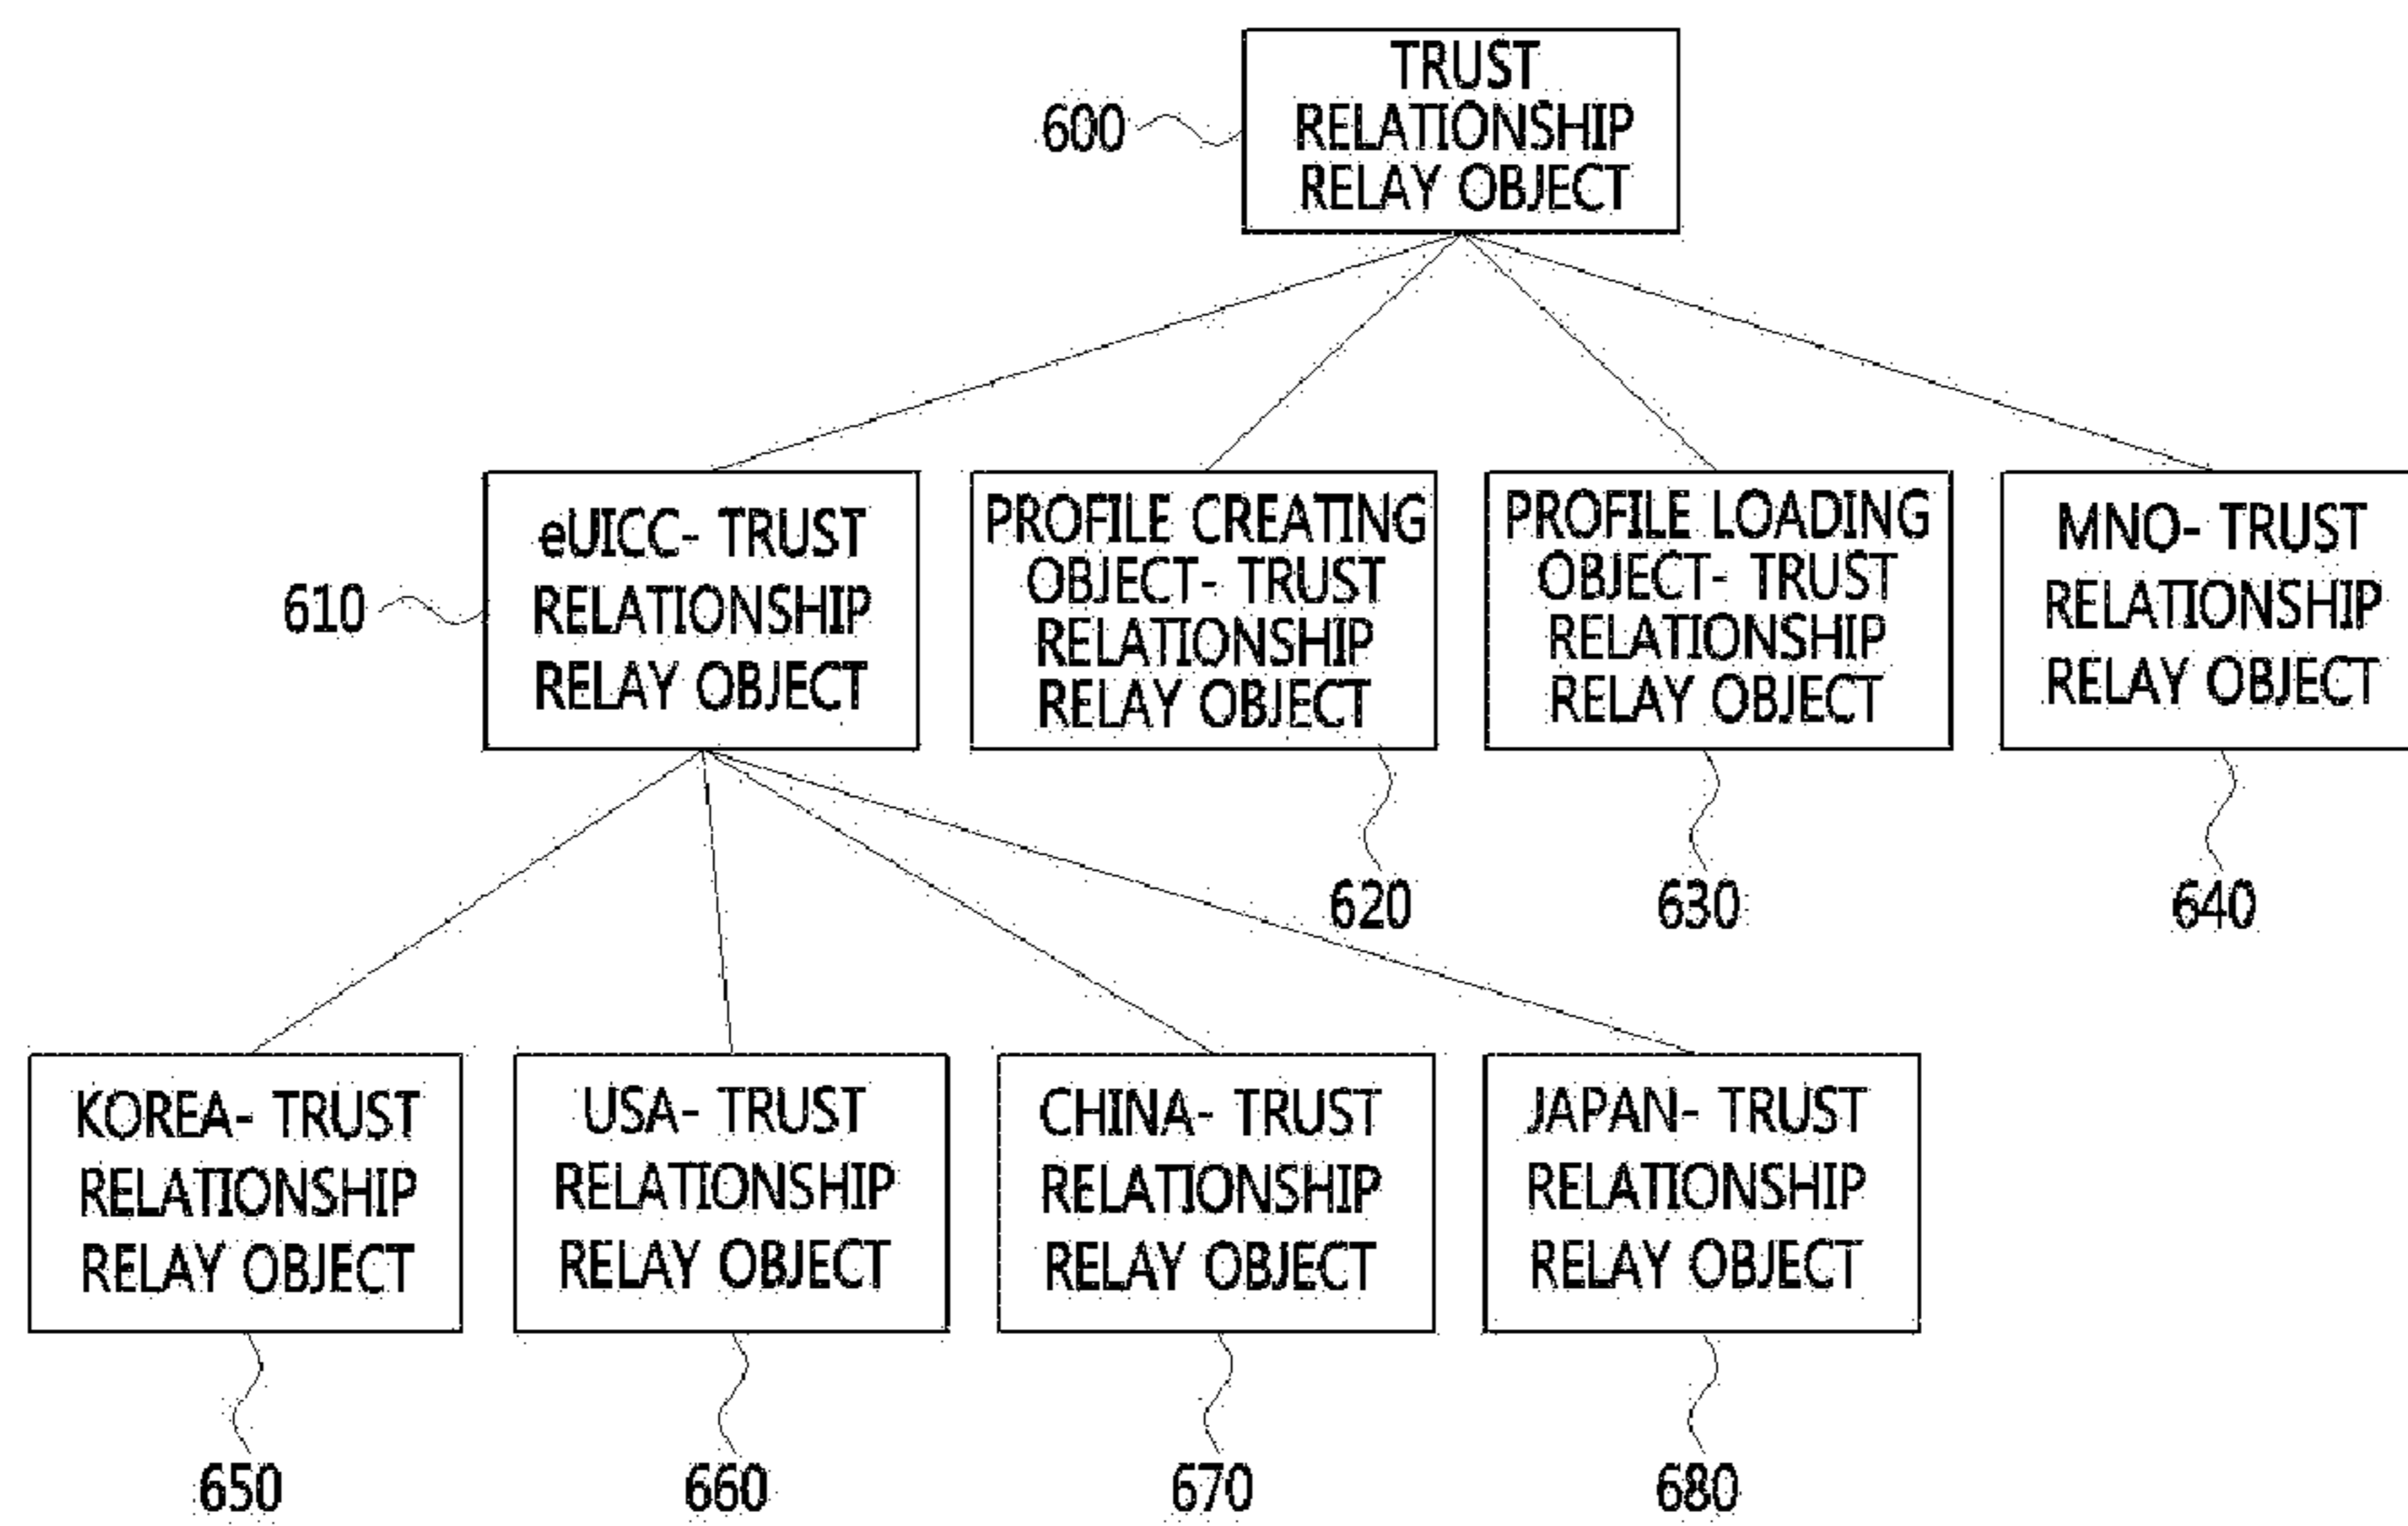 TRUST
RELATIONSHIP
RELAY OBJECT
600
eUICC- TRUST
RELATIONSHIP
RELAY OBJECT
610
PROFILE CREATING
OBJECT- TRUST
RELATIONSHIP
RELAY OBJECT
620
PROFILE LOADING
OBJECT- TRUST
RELATIONSHIP
RELAY OBJECT
630
MNO- TRUST
RELATIONSHIP
RELAY OBJECT
640
KOREA- TRUST
RELATIONSHIP
RELAY OBJECT
650
USA- TRUST
RELATIONSHIP
RELAY OBJECT
660
CHINA- TRUST
RELATIONSHIP
RELAY OBJECT
670
JAPAN- TRUST
RELATIONSHIP
RELAY OBJECT
680